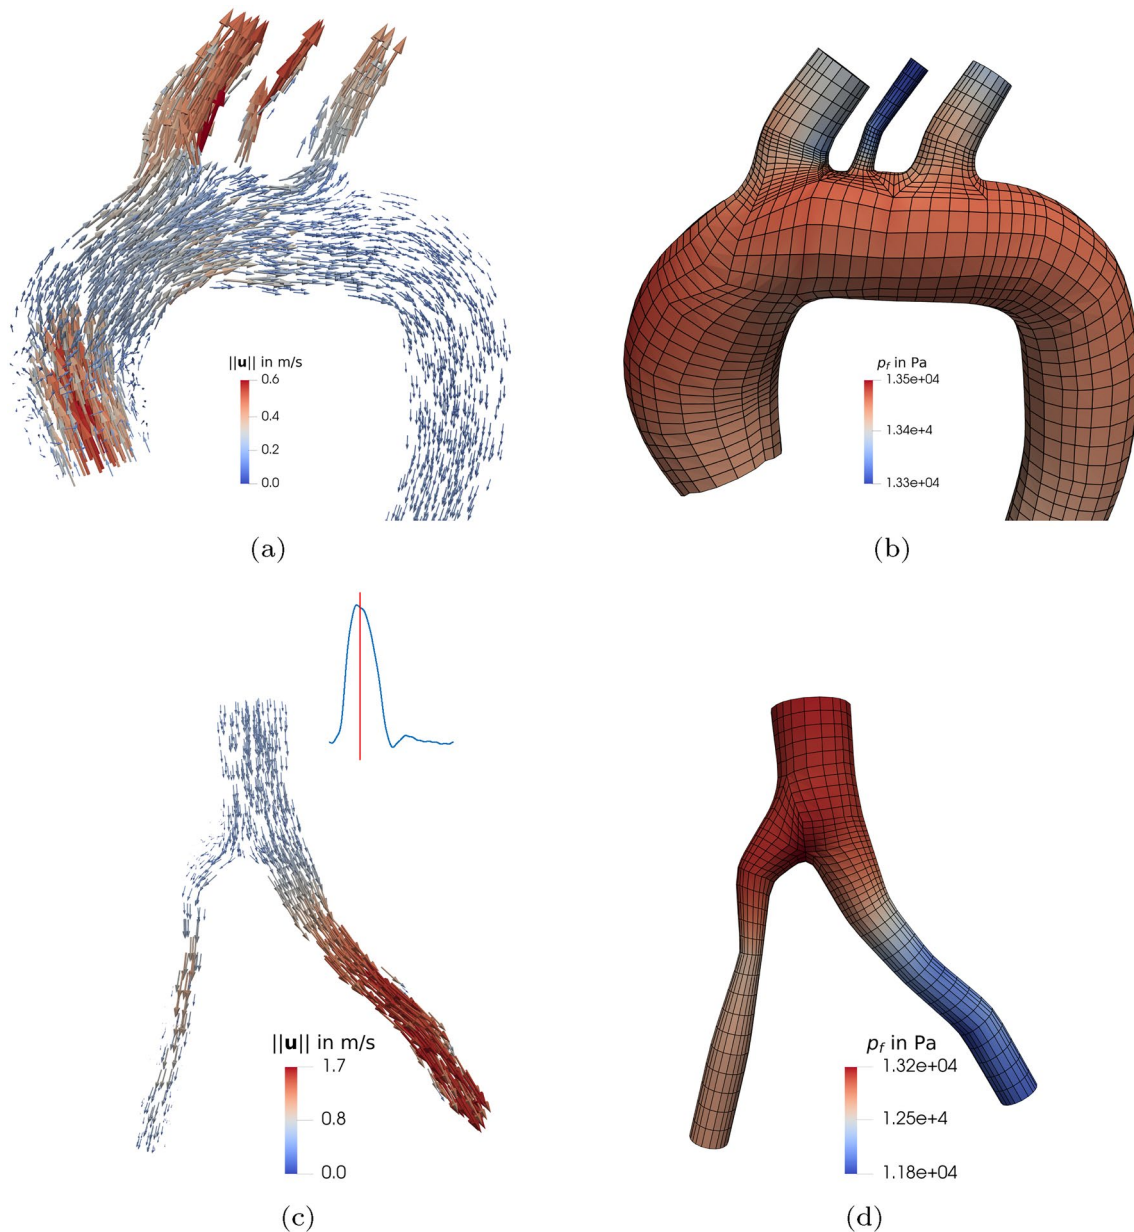 ||u|| in m/s
0.6
0.4
0.2
0.0
p_f in Pa
1.35e+04
1.34e+4
1.33e+04
(a)
(b)
||u|| in m/s
1.7
0.8
0.0
p_f in Pa
1.32e+04
1.25e+4
1.18e+04
(c)
(d)